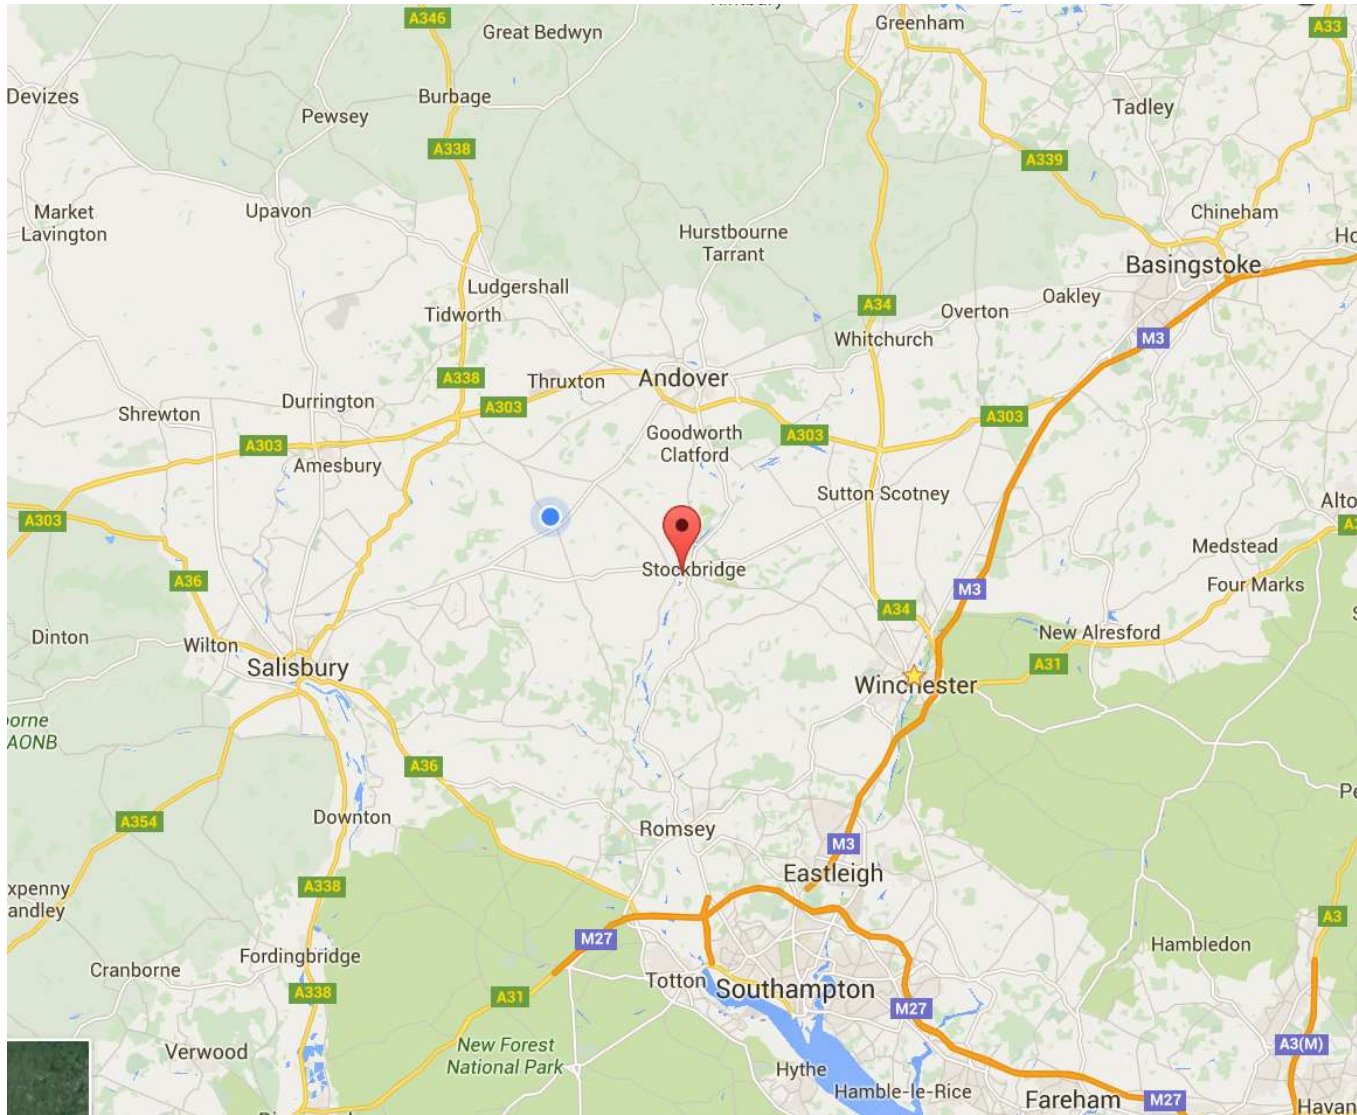 A346
Great Bedwyn
Greenham
A33
Devizes
Burbage
Tadley
Pewsey
A338
A339
Market
Lavington
Upavon
Chineham
Hurstbourne
Tarrant
Basingstoke
Ludgershall
Oakley
Tidworth
A34
Overton
Whitchurch
M3
A338
Thruxton
Andover
Durrington
A303
Shrewton
A303
Goodworth
Clatford
A303
A303
Amesbury
Sutton Scotney
A303
Medstead
Stockbridge
A36
M3
Four Marks
A34
Dinton
Wilton
New Alresford
Salisbury
A31
Winchester
AONB
A36
A354
Downton
Romsey
M3
Eastleigh
A338
A3
M27
Hambledon
Fordingbridge
Cranborne
Totton
Southampton
A338
A31
M27
New Forest
National Park
Verwood
A3(M)
Hythe
Hamble-le-Rice
Fareham
M27